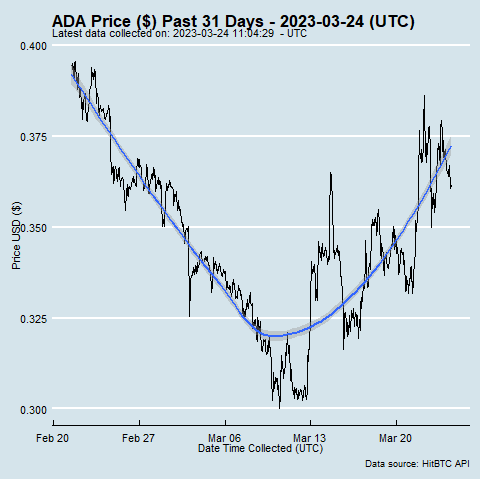 ADA Price ($) Past 31 Days - 2023-03-24 (UTC)
Latest data collected on: 2023-03-24 11:04:29  - UTC
0.400
0.375
0.350
0.325
0.300
Price USD ($)
Feb 20 Feb 27 Mar 06 Mar 13 Mar 20
Date Time Collected (UTC)
Data source: HitBTC API